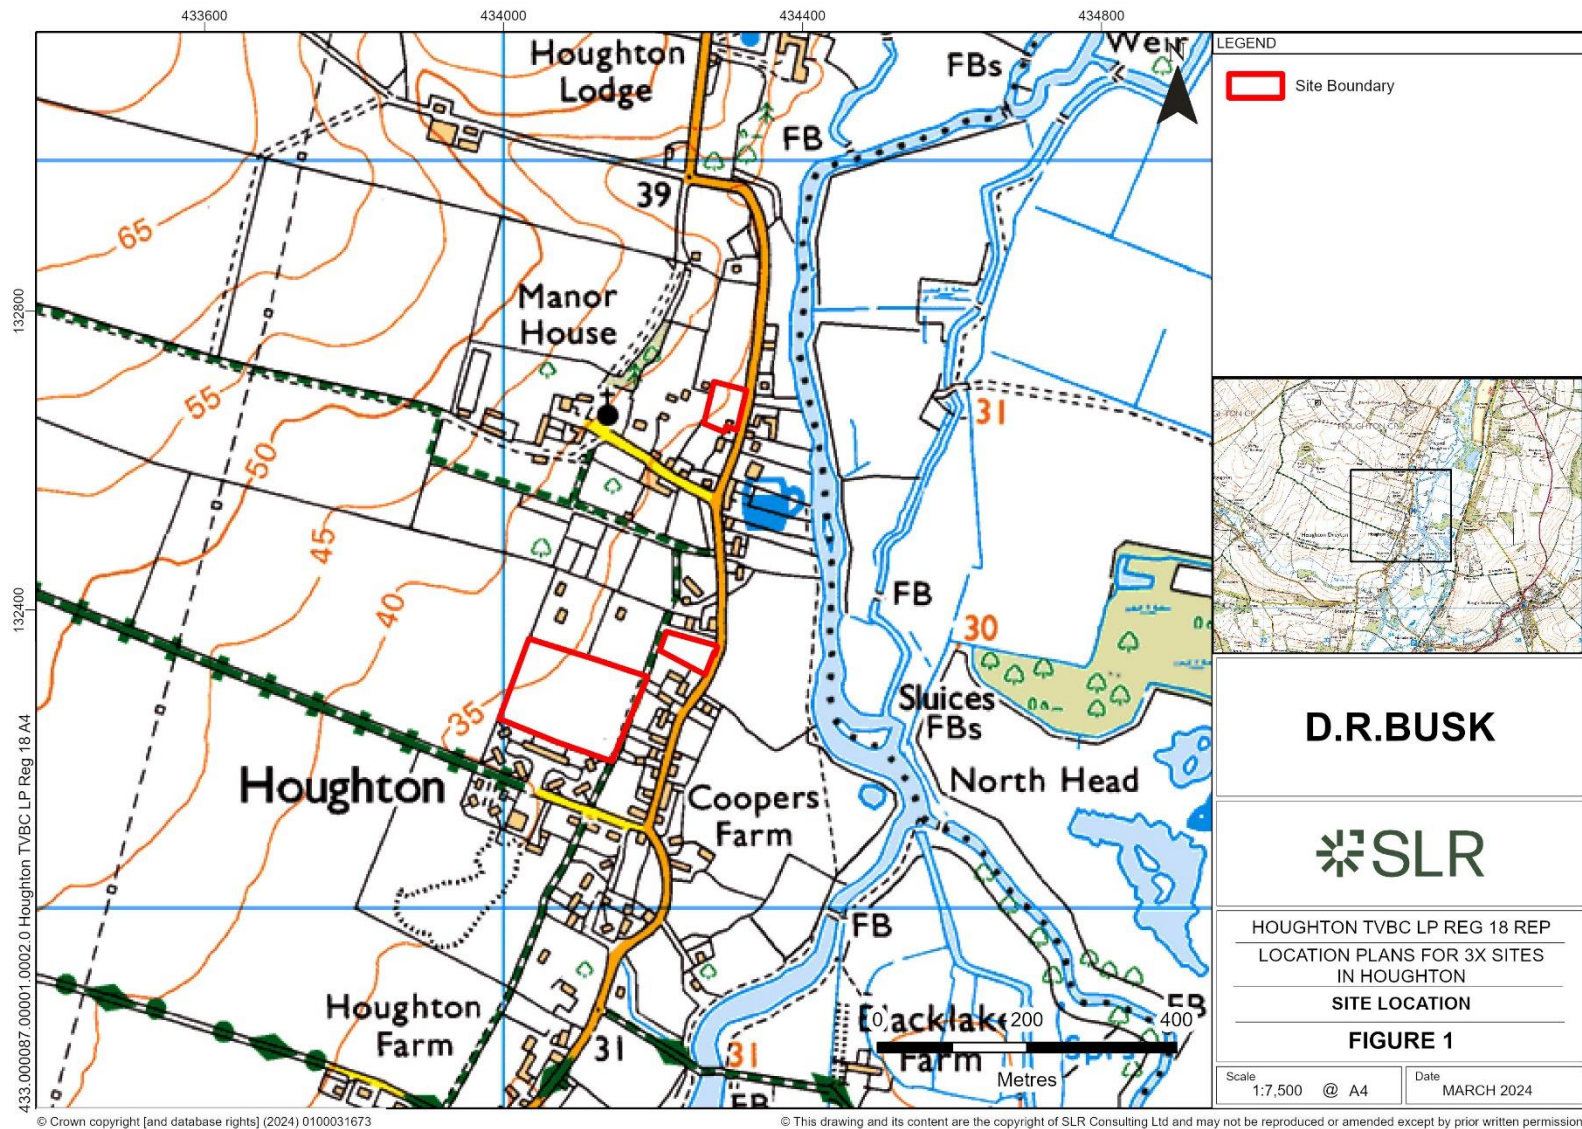 433600
434000
434400
434800
132800
132400
433.000087.00001.0002.0 Houghton TVBC LP Reg 18 A4
Houghton
Lodge
FBs
Weir
N
FB
39
65
Manor
House
55
31
50
45
40
FB
30
35
Sluices
FBs
Houghton
North Head
Coopers
Farm
FB
Houghton
Farm
31
31
Blacklake
Farm
FB
FB
0 200 400
Metres
LEGEND
Site Boundary
D.R.BUSK
SLR
HOUGHTON TVBC LP REG 18 REP
LOCATION PLANS FOR 3X SITES
IN HOUGHTON
SITE LOCATION
FIGURE 1
Scale
1:7,500 @ A4
Date
MARCH 2024
© Crown copyright [and database rights] (2024) 0100031673
© This drawing and its content are the copyright of SLR Consulting Ltd and may not be reproduced or amended except by prior written permission